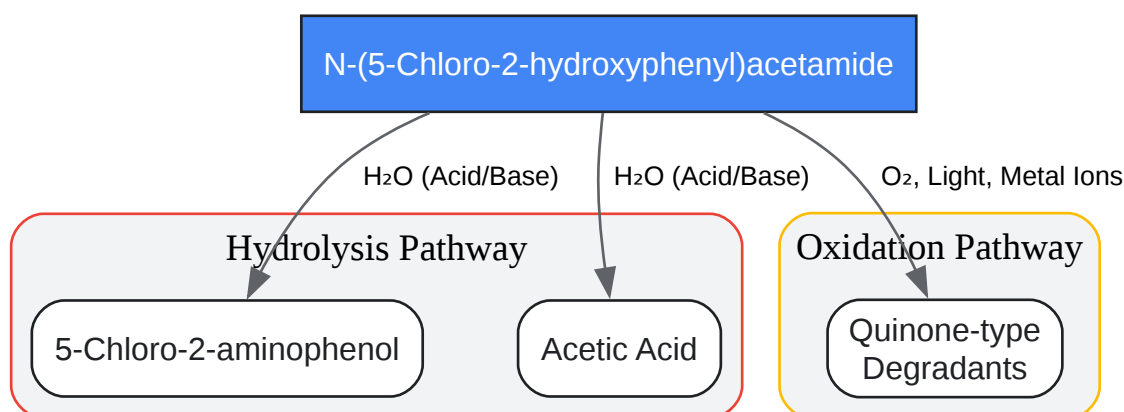 N-(5-Chloro-2-hydroxyphenyl)acetamide
H₂O (Acid/Base)
H₂O (Acid/Base)
O₂, Light, Metal Ions
Hydrolysis Pathway
Oxidation Pathway
5-Chloro-2-aminophenol
Acetic Acid
Quinone-type
Degradants